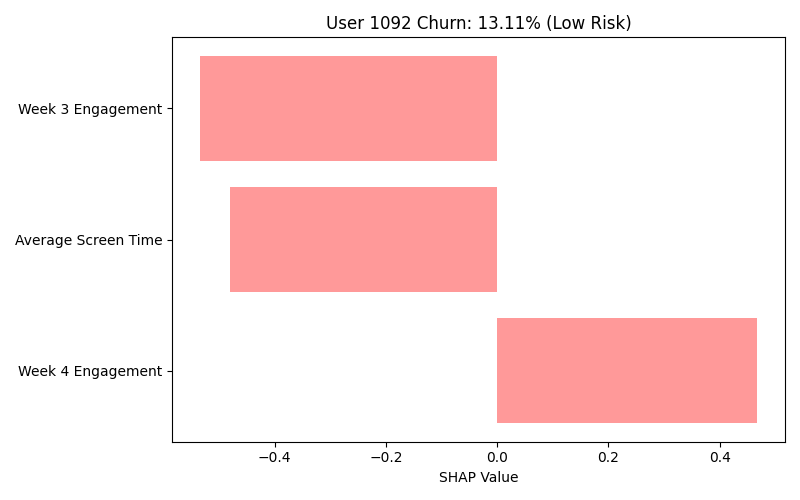 User 1092 Churn: 13.11% (Low Risk)
Week 3 Engagement
Average Screen Time
Week 4 Engagement
−0.4 −0.2 0.0 0.2 0.4
SHAP Value